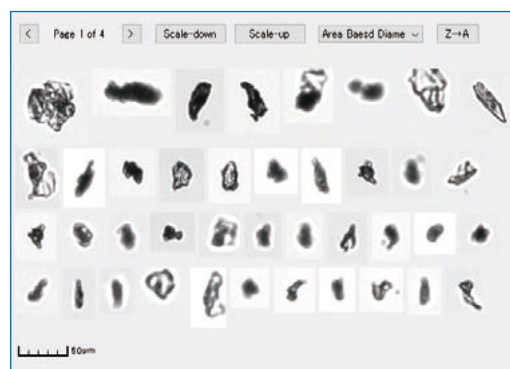 < Page 1 of 4 > Scale-down Scale-up Area Baesd Diame Z→A
50μm